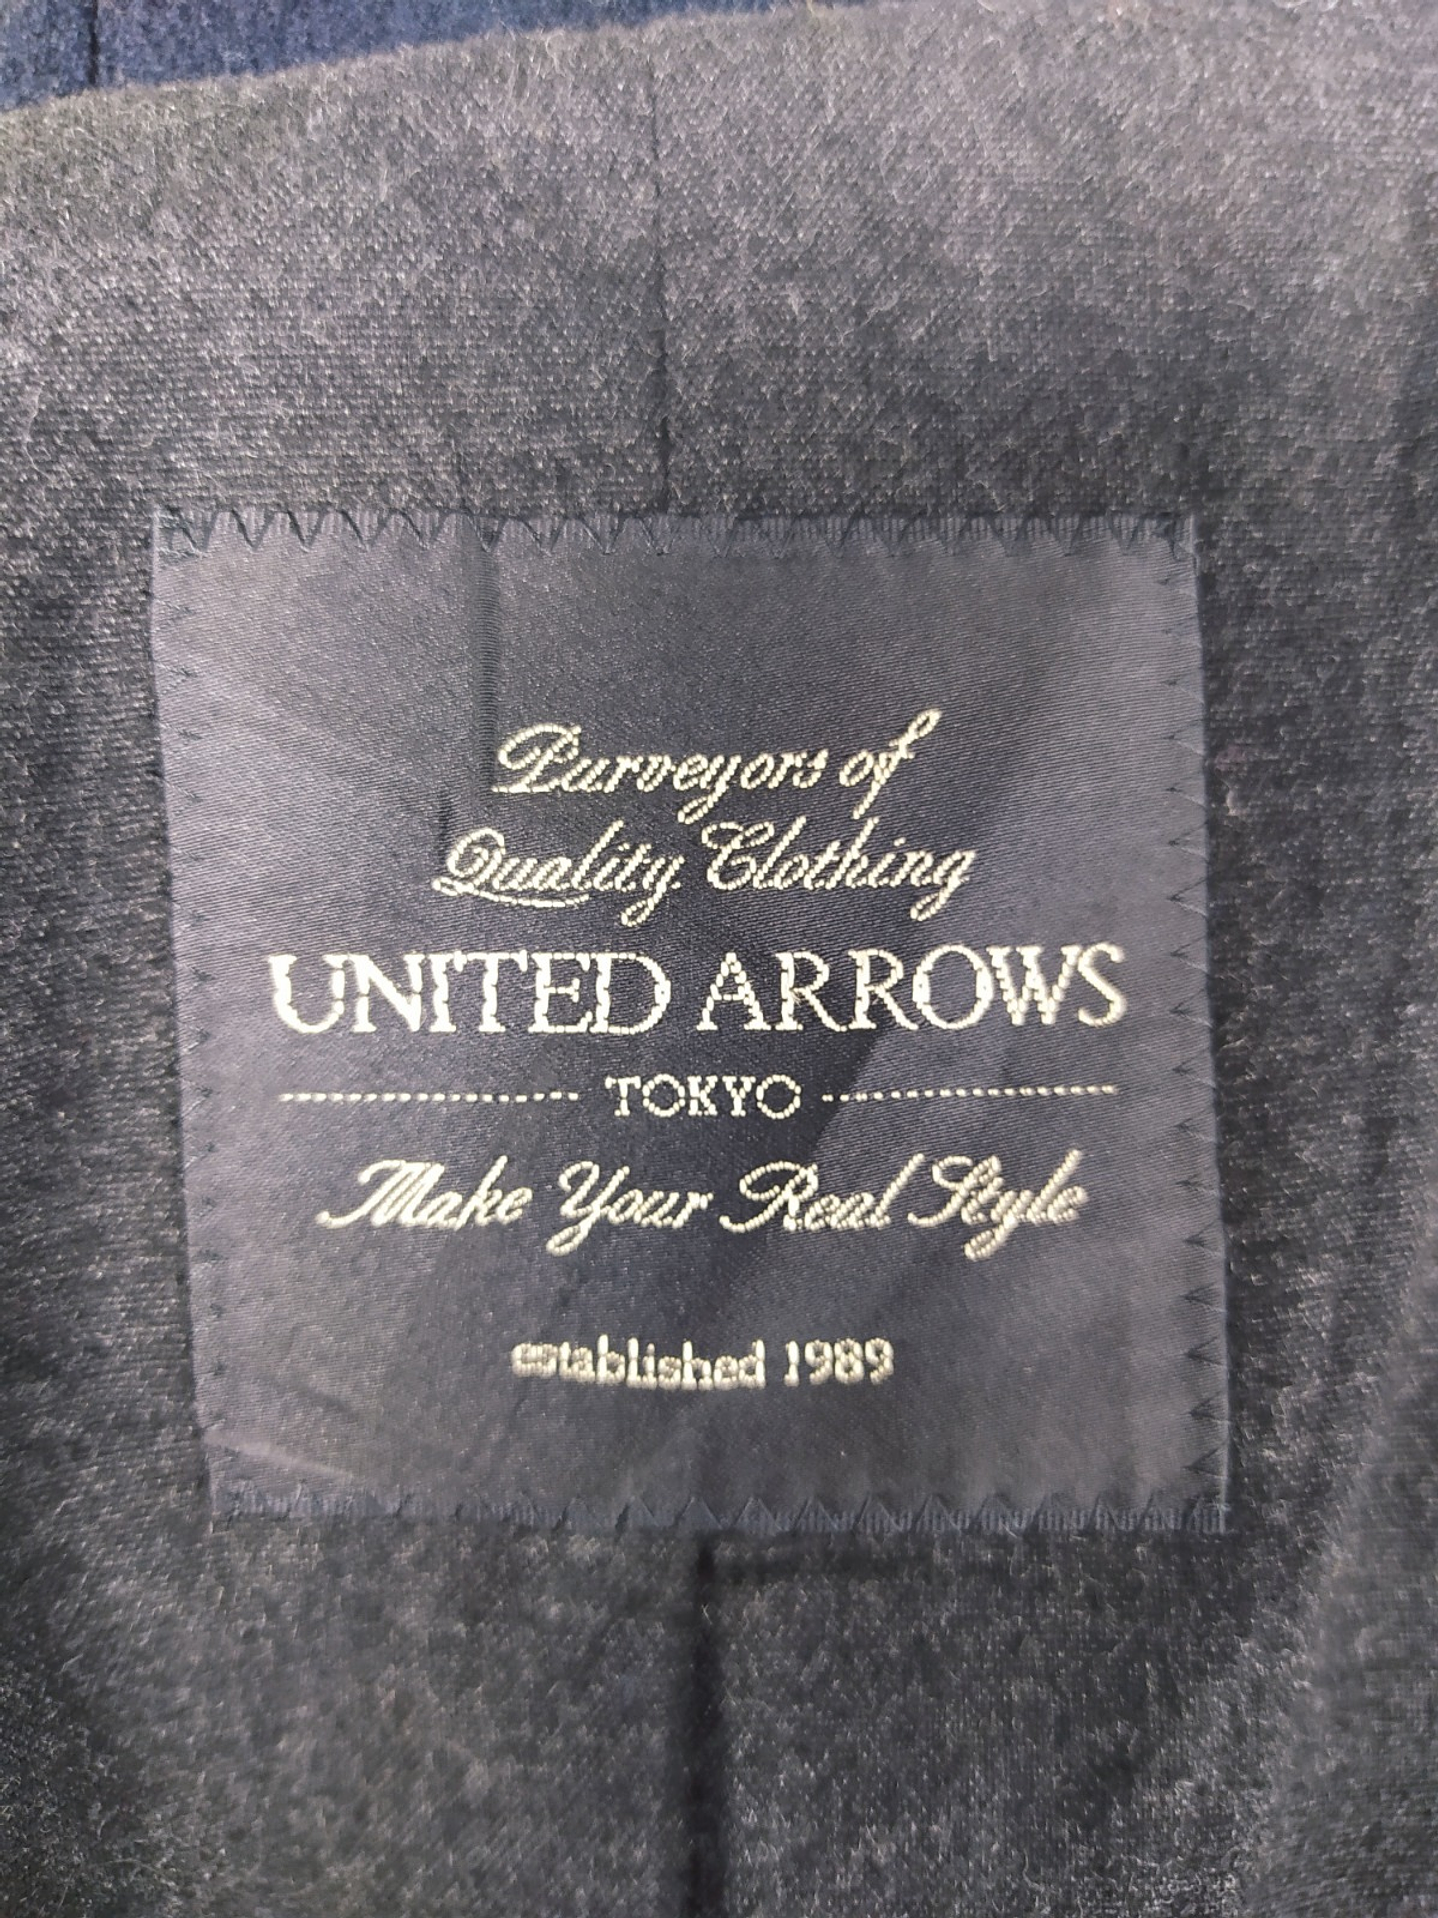 Purveyors of
Quality Clothing
UNITED ARROWS
TOKYO
Make Your Real Style
established 1989